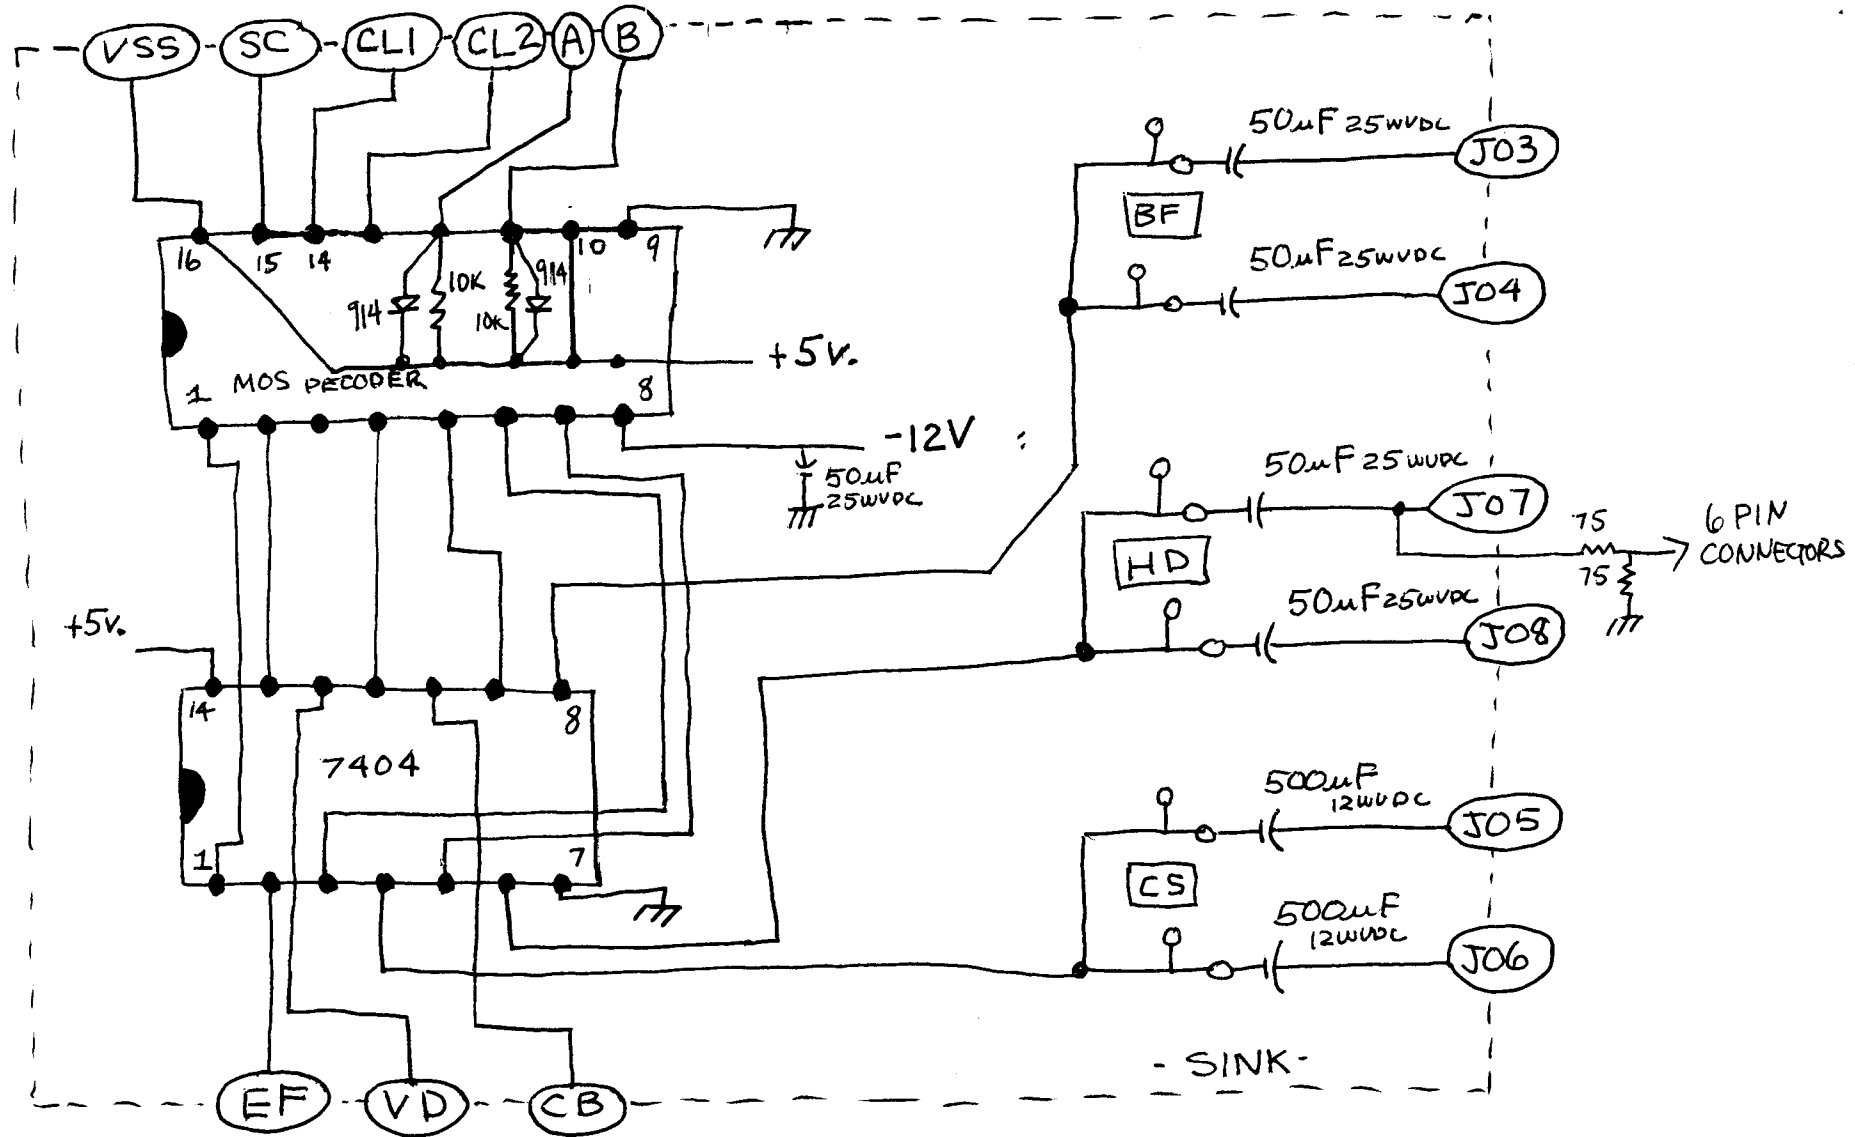 VSS SC CL1 CL2 A B
50uF 25WVDC
J03
BF
50uF 25WVDC
J04
16 15 14 10 9
914 10K 10K 914
+5v.
1 MOS DECODER 8
-12V
50uF
25WVDC
50uF 25WVDC
J07
75
75
6 PIN
CONNECTORS
HD
50uF 25WVDC
J08
+5v.
14 8
7404
1 7
500uF
12WVDC
J05
CS
500uF
12WVDC
J06
- SINK -
EF VD CB